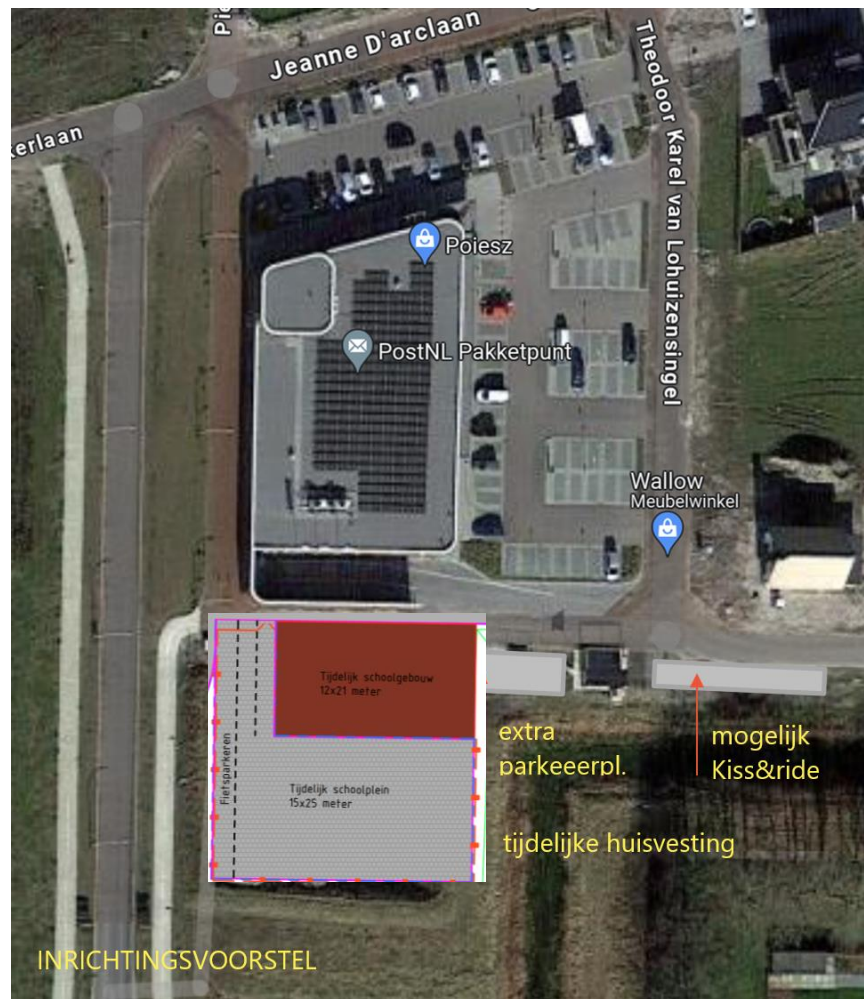 Jeanne D'arclaan
kerlaan
Theodoor Karel van Lohuizensingel
Poiesz
PostNL Pakketpunt
Wallow
Meubelwinkel
Tijdelijk schoolgebouw
12x21 meter
Fietsparkeren
Tijdelijk schoolplein
15x25 meter
extra
parkeeerpl.
mogelijk
Kiss&ride
tijdelijke huisvesting
INRICHTINGSVOORSTEL